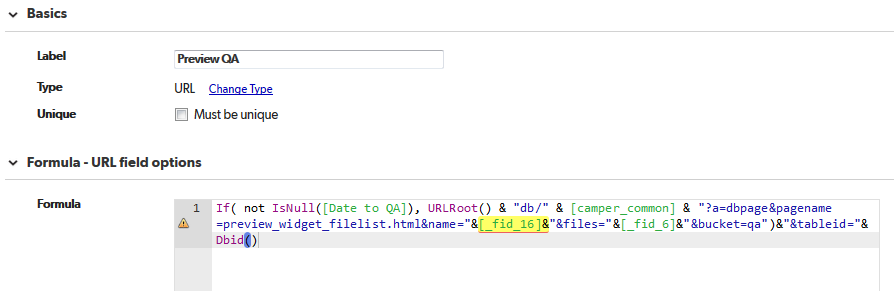 Basics
Label Preview QA
Type URL Change Type
Unique Must be unique
Formula - URL field options
Formula 1 If( not IsNull([Date to QA]), URLRoot() & "db/" & [camper_common] & "?a=dbpage&pagename
=preview_widget_filelist.html&name="&[_fid_16]&"&files="&[_fid_6]&"&bucket=qa")&"&tableid="&
Dbid()